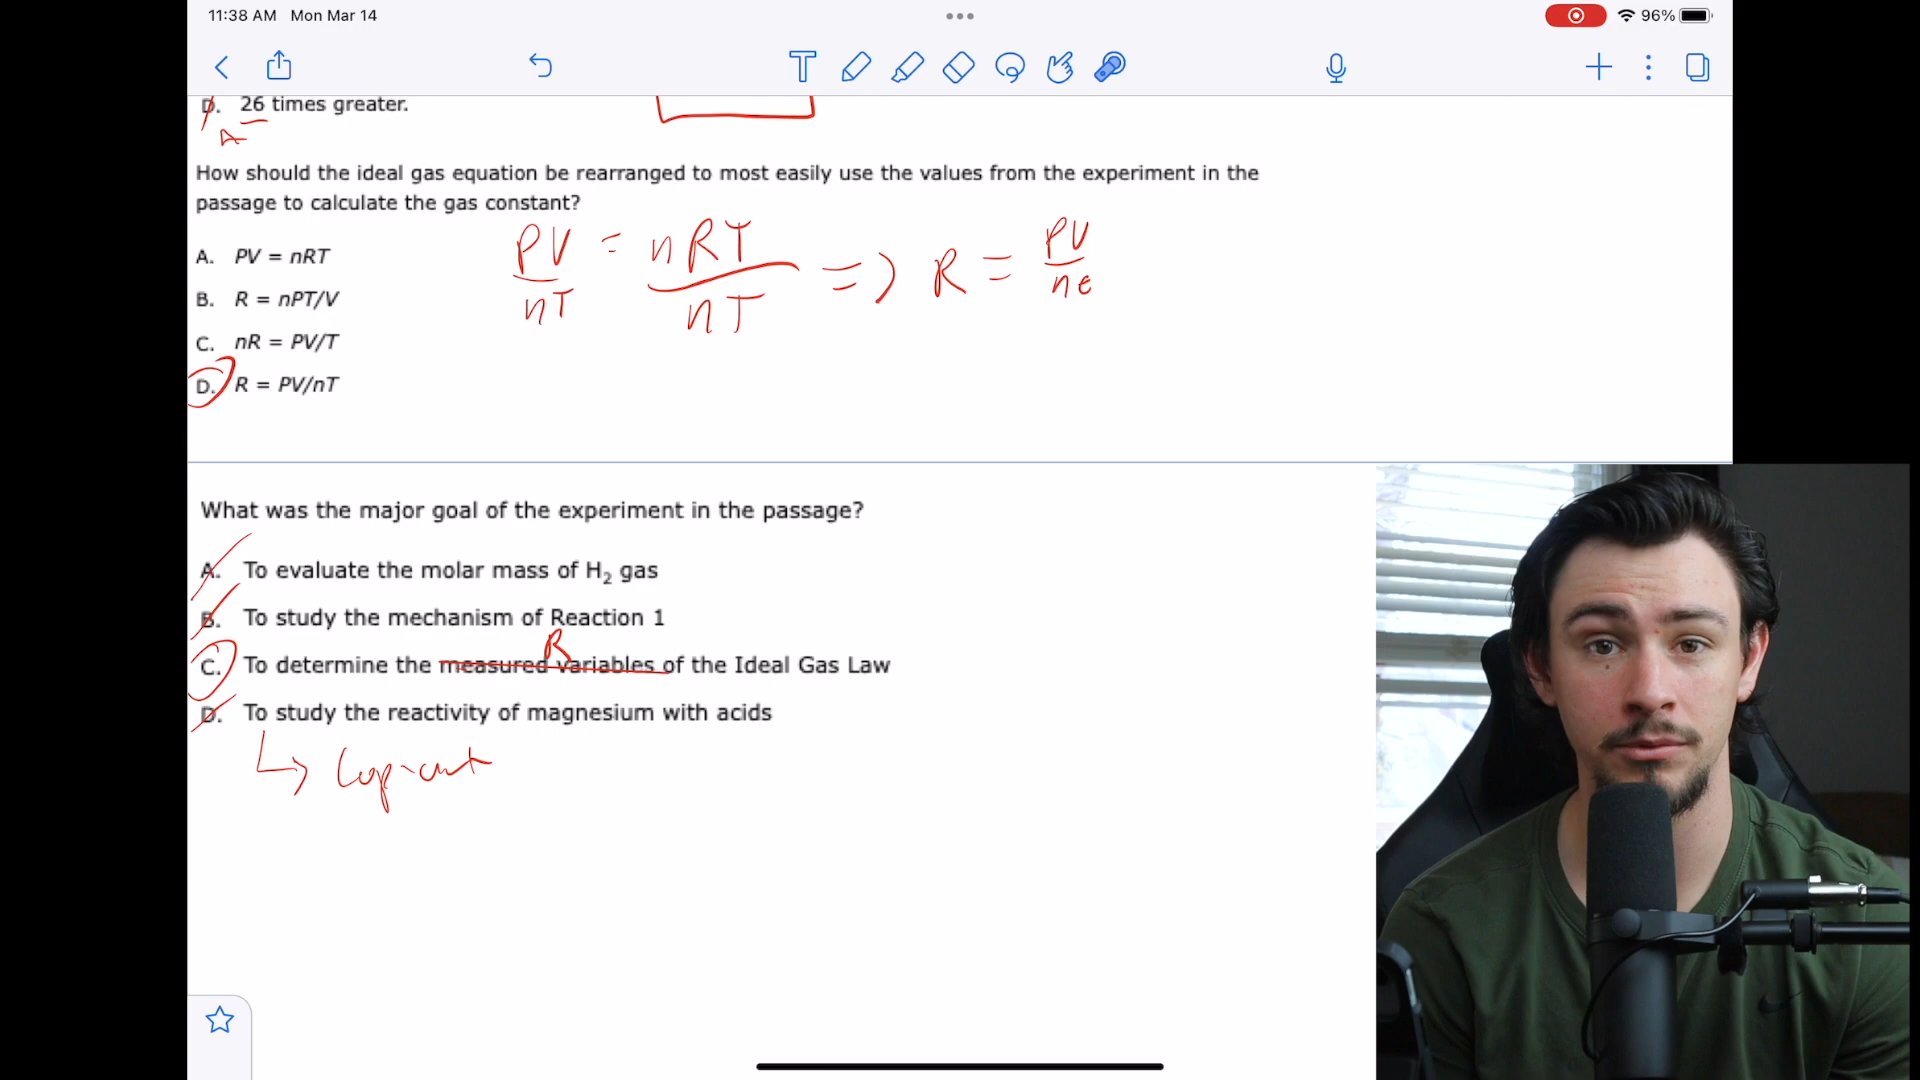 11:38 AM Mon Mar 14
96%
D. 26 times greater.
How should the ideal gas equation be rearranged to most easily use the values from the experiment in the
passage to calculate the gas constant?
PV = nRT => R = PV
nT nT nt
A. PV = nRT
B. R = nPT/V
C. nR = PV/T
D. R = PV/nT
What was the major goal of the experiment in the passage?
A. To evaluate the molar mass of H₂ gas
B. To study the mechanism of Reaction 1
R
C. To determine the measured variables of the Ideal Gas Law
D. To study the reactivity of magnesium with acids